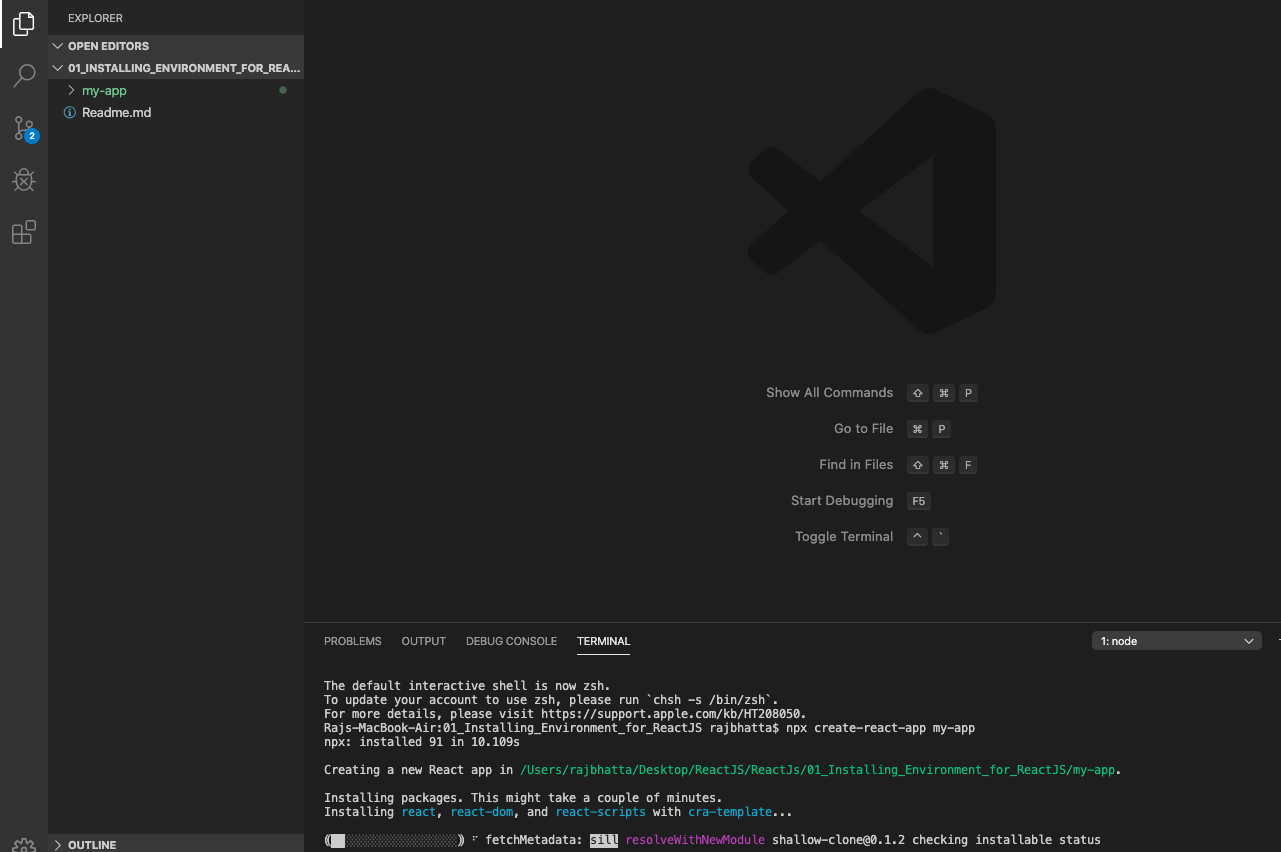 EXPLORER
OPEN EDITORS
01_INSTALLING_ENVIRONMENT_FOR_REA...
my-app
Readme.md
2
Show All Commands ⇧ ⌘ P
Go to File ⌘ P
Find in Files ⇧ ⌘ F
Start Debugging F5
Toggle Terminal ^ `
PROBLEMS OUTPUT DEBUG CONSOLE TERMINAL 1: node
The default interactive shell is now zsh.
To update your account to use zsh, please run `chsh -s /bin/zsh`.
For more details, please visit https://support.apple.com/kb/HT208050.
Rajs-MacBook-Air:01_Installing_Environment_for_ReactJS rajbhatta$ npx create-react-app my-app
npx: installed 91 in 10.109s
Creating a new React app in /Users/rajbhatta/Desktop/ReactJS/ReactJs/01_Installing_Environment_for_ReactJS/my-app.
Installing packages. This might take a couple of minutes.
Installing react, react-dom, and react-scripts with cra-template...
fetchMetadata: sill resolveWithNewModule shallow-clone@0.1.2 checking installable status
OUTLINE